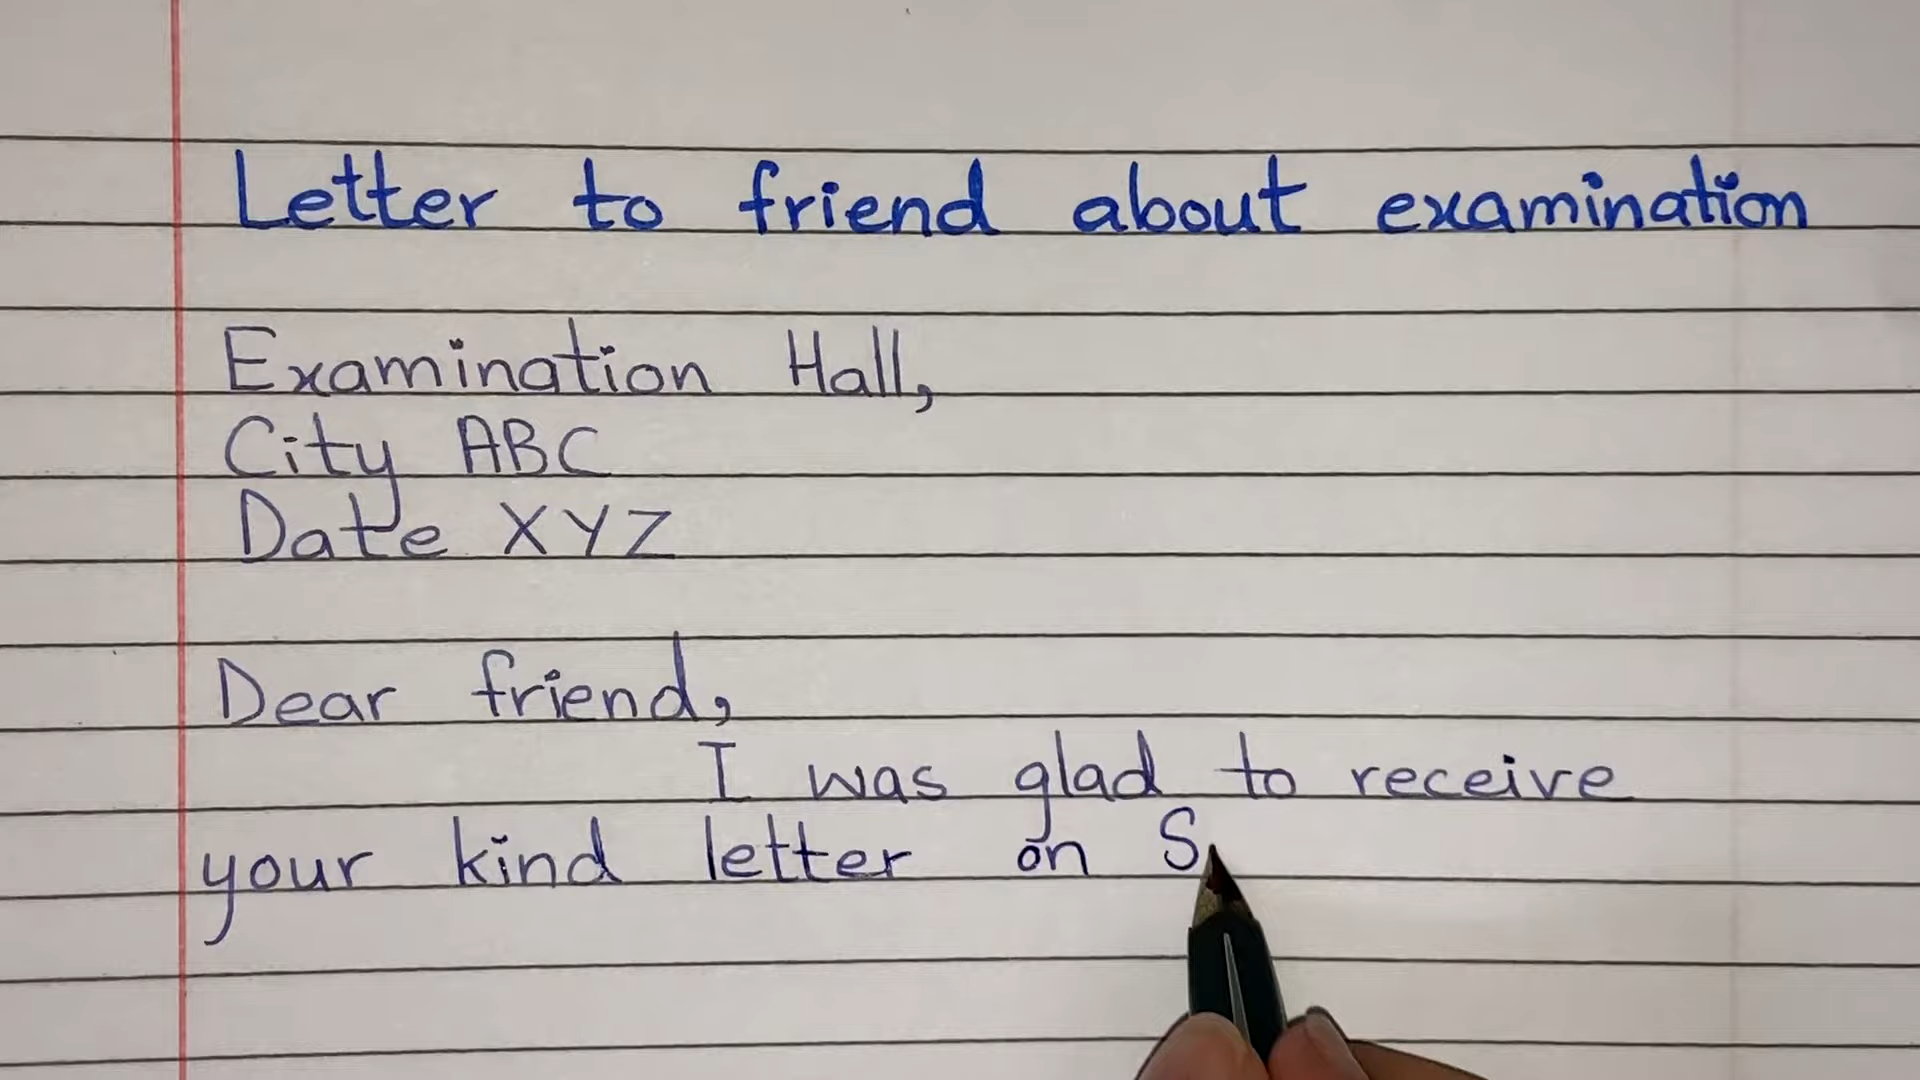 Letter to friend about examination
Examination Hall,
City ABC
Date XYZ
Dear friend,
I was glad to receive
your kind letter on S